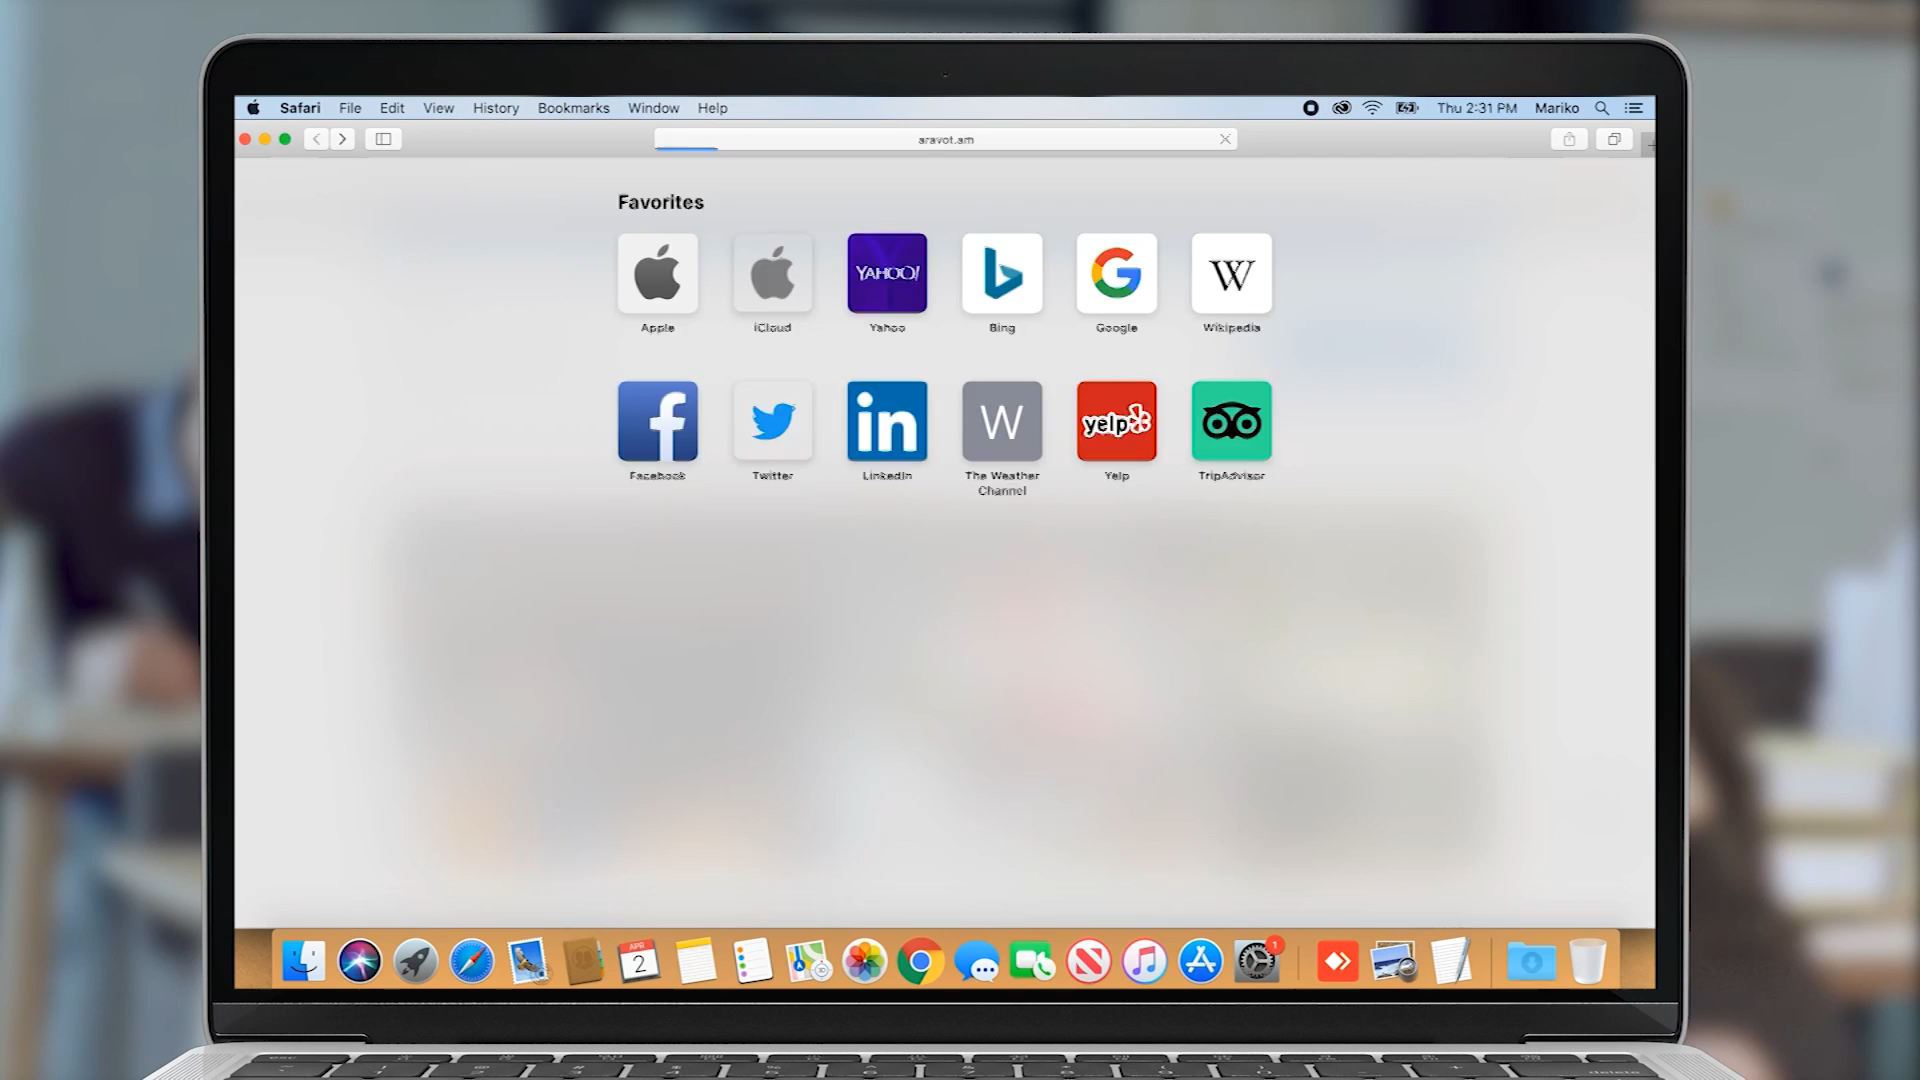 Safari File Edit View History Bookmarks Window Help Thu 2:31 PM Mariko
aravot.am
Favorites
YAHOO!
W
Apple iCloud Yahoo Bing Google Wikipedia
f in W yelp
Facebook Twitter LinkedIn The Weather Channel Yelp TripAdvisor
APR
2
1